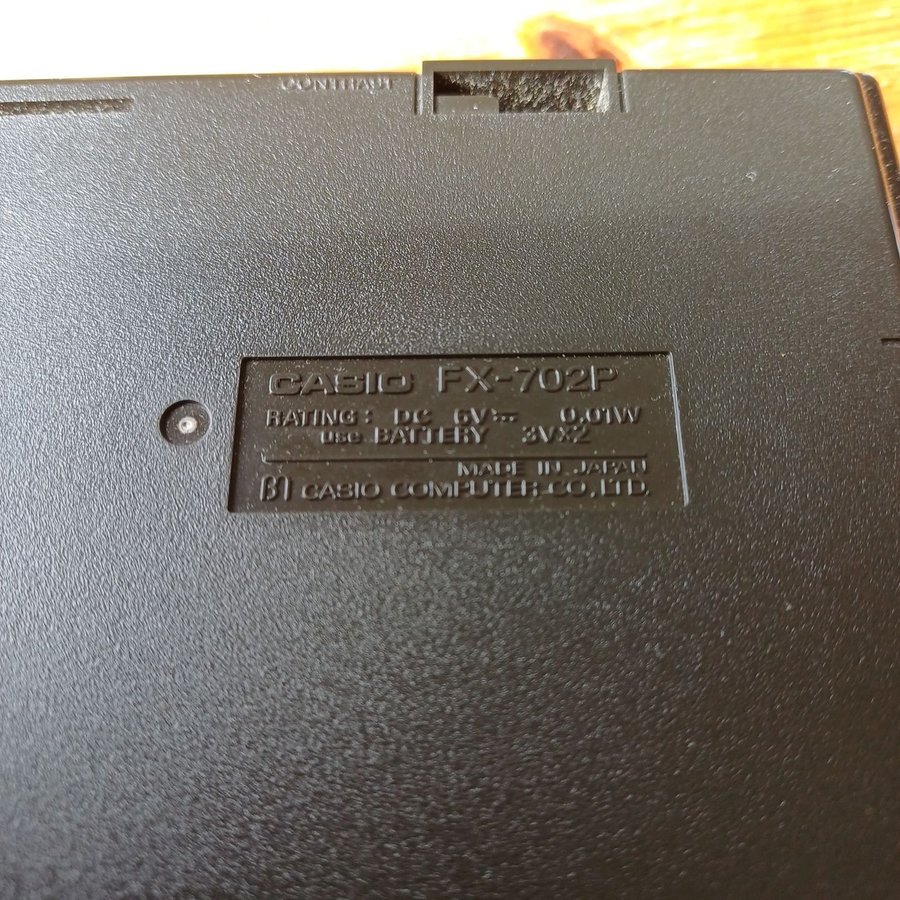 CONTRAST
CASIO FX-702P
RATING: DC 6V⎓ 0.01W
use BATTERY 3V×2
MADE IN JAPAN
CASIO COMPUTER CO., LTD.